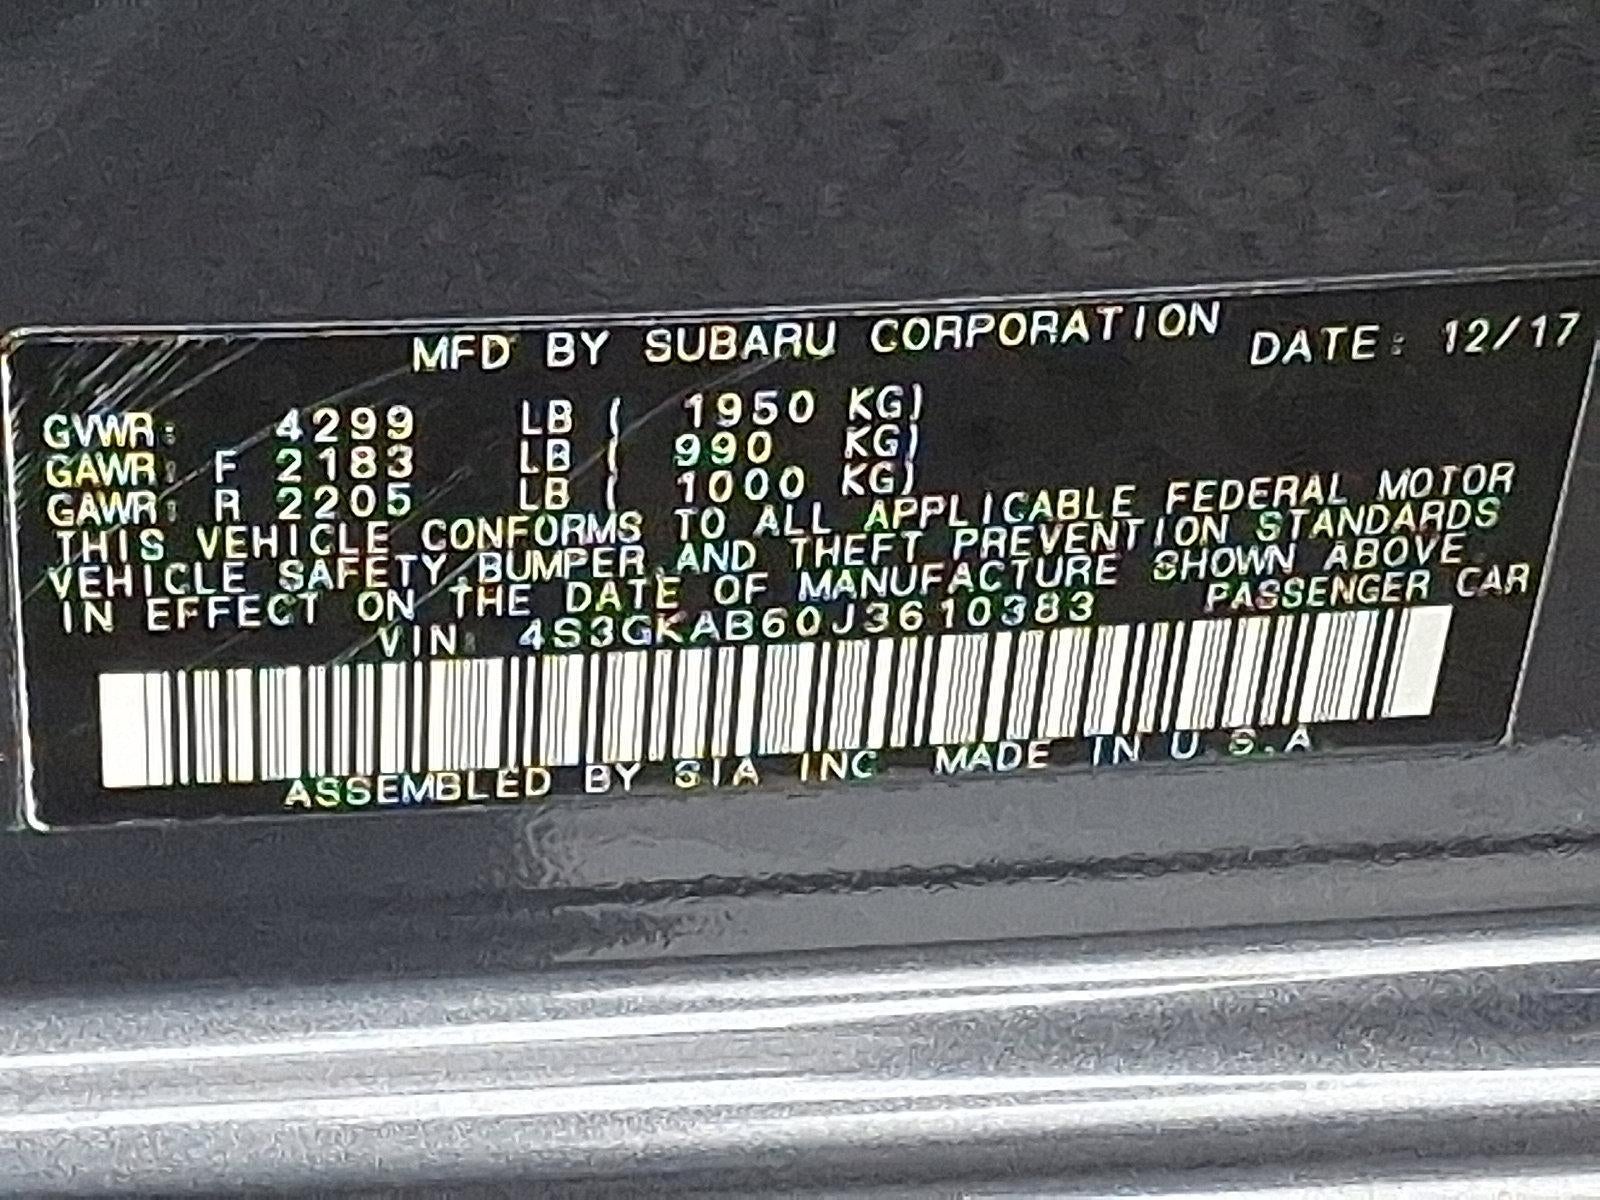 MFD BY SUBARU CORPORATION DATE: 12/17
GVWR: 4299 LB ( 1950 KG)
GAWR: F 2183 LB ( 990 KG)
GAWR: R 2205 LB ( 1000 KG)
THIS VEHICLE CONFORMS TO ALL APPLICABLE FEDERAL MOTOR
VEHICLE SAFETY,BUMPER,AND THEFT PREVENTION STANDARDS
IN EFFECT ON THE DATE OF MANUFACTURE SHOWN ABOVE.
VIN: 4S3GKAB60J3610383 PASSENGER CAR
ASSEMBLED BY SIA INC. MADE IN U.S.A.